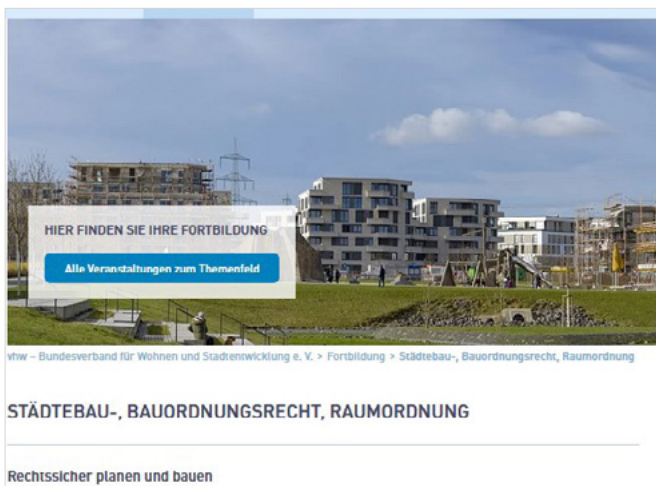 HIER FINDEN SIE IHRE FORTBILDUNG
Alle Veranstaltungen zum Themenfeld
vhw – Bundesverband für Wohnen und Stadtentwicklung e. V. > Fortbildung > Städtebau-, Bauordnungsrecht, Raumordnung
STÄDTEBAU-, BAUORDNUNGSRECHT, RAUMORDNUNG
Rechtssicher planen und bauen